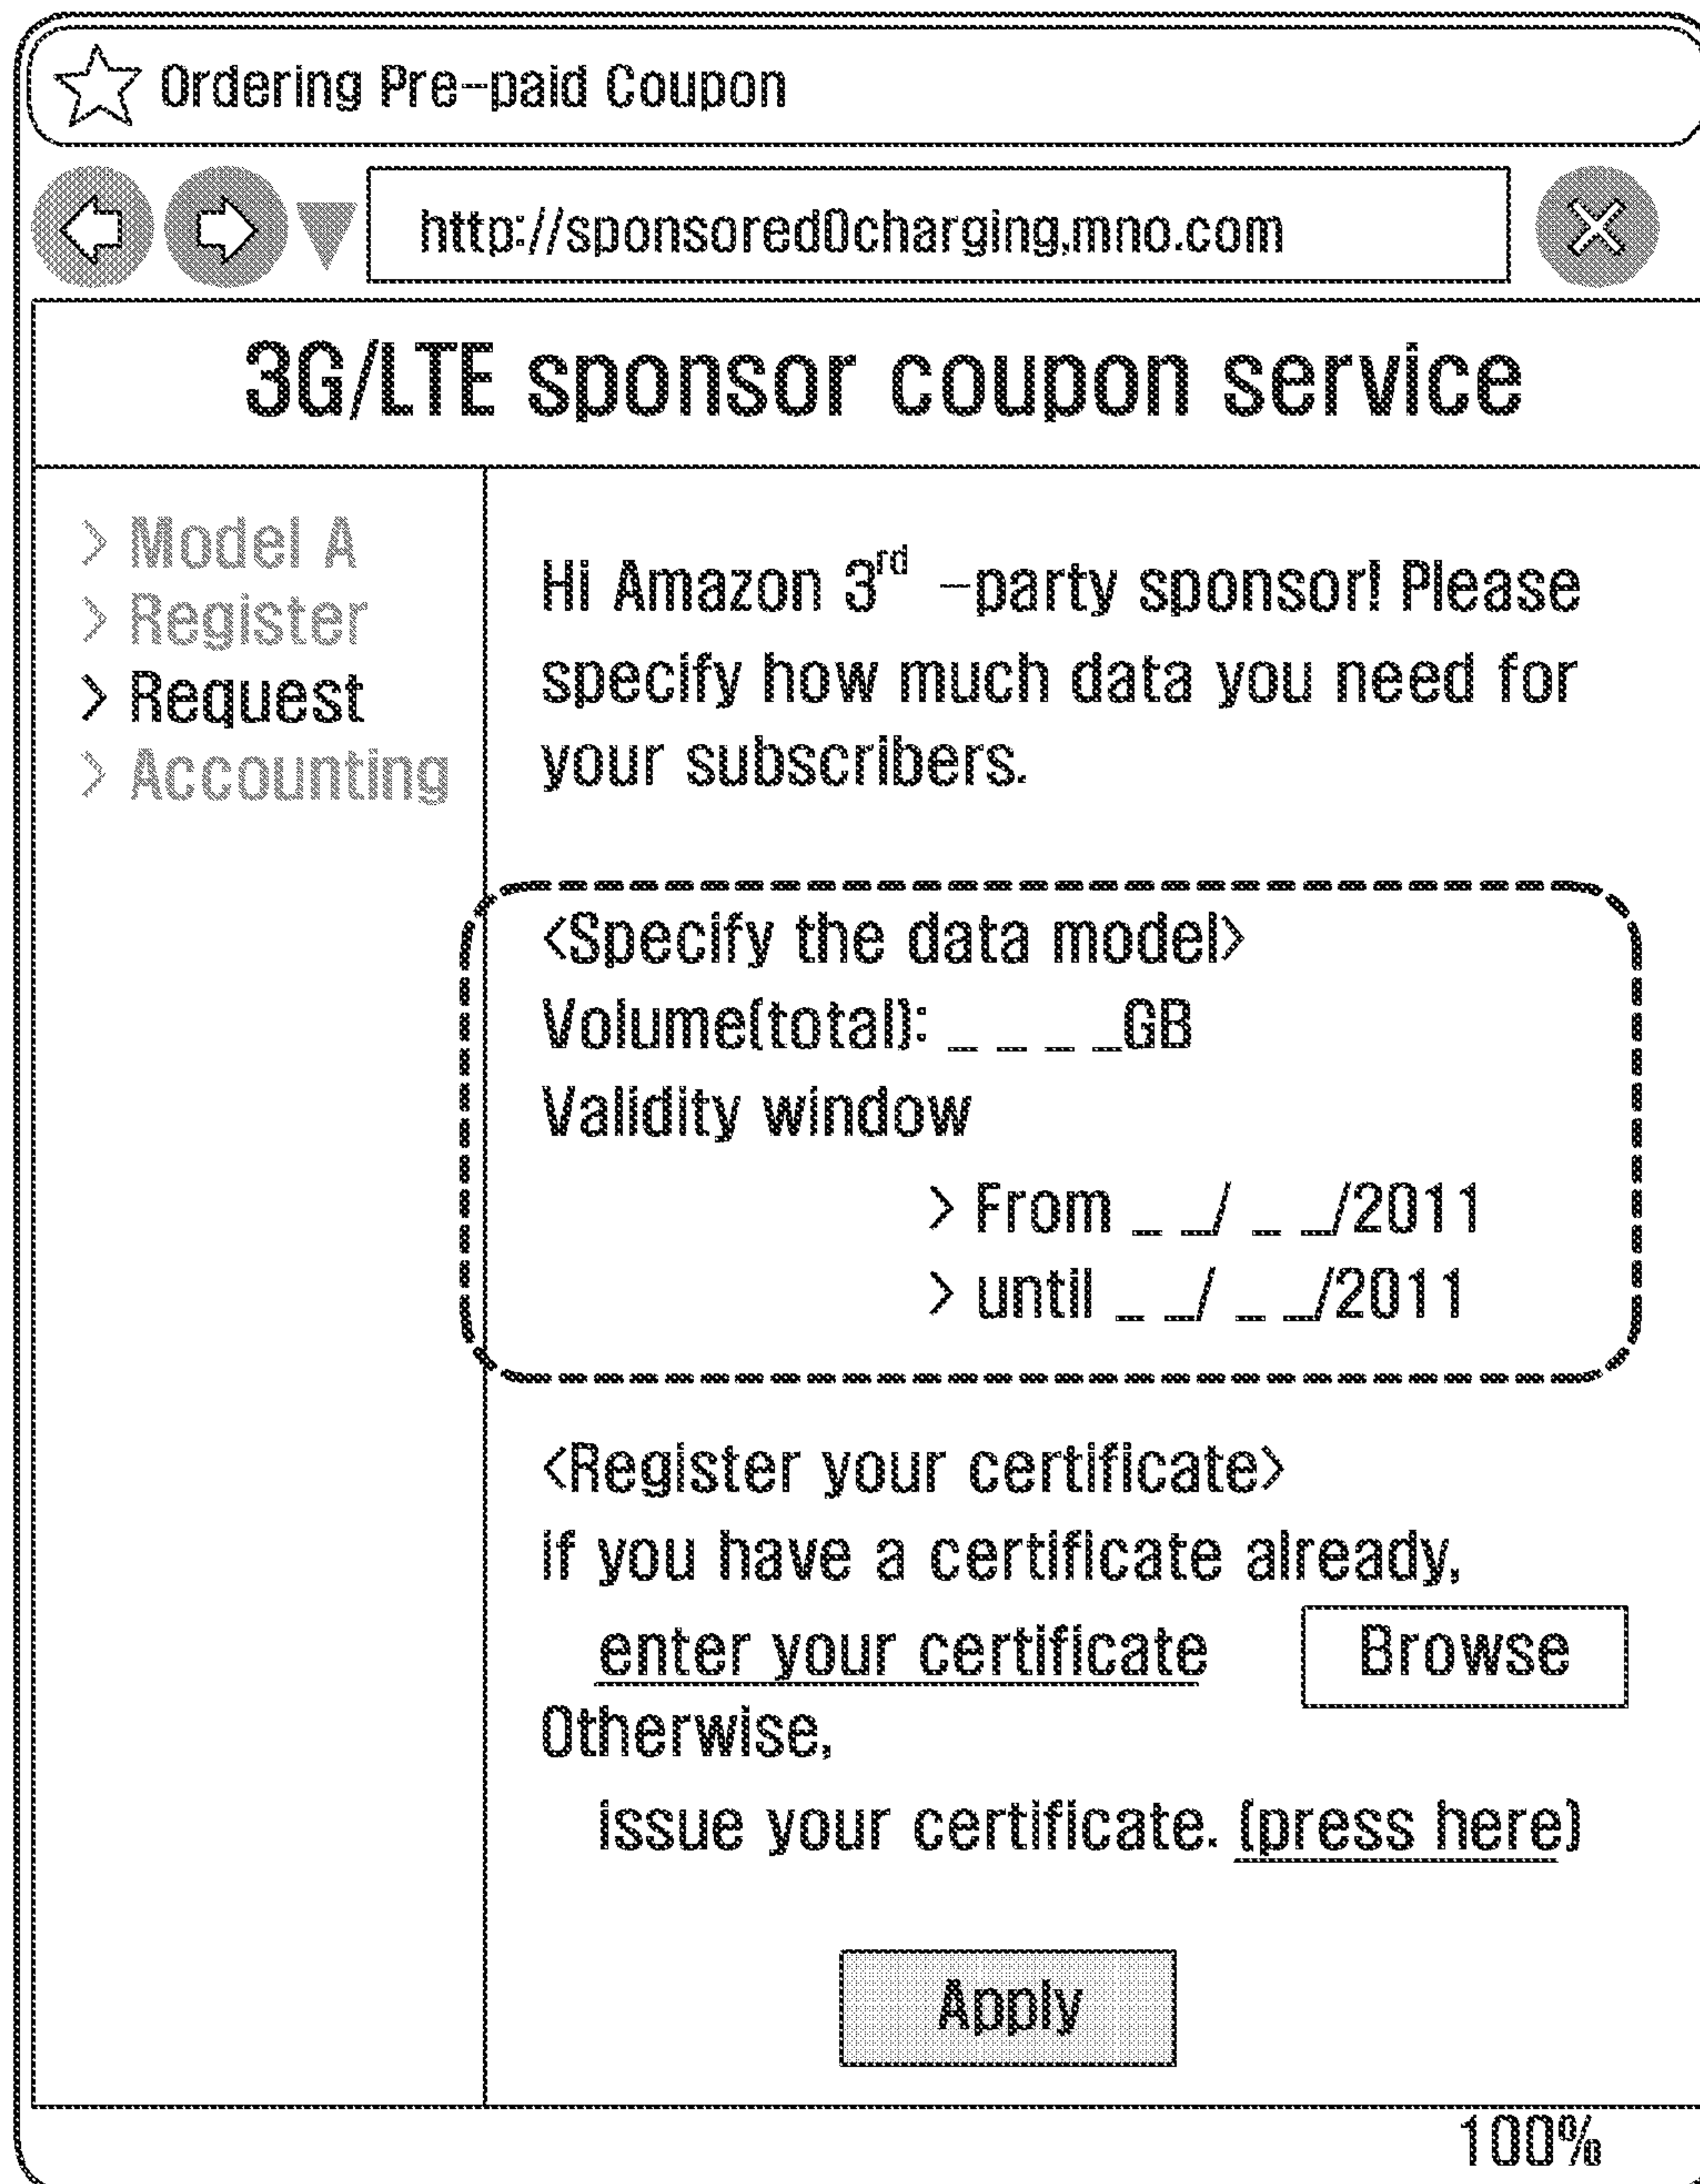 Ordering Pre-paid Coupon
http://sponsored0charging.mno.com
3G/LTE sponsor coupon service
> Model A
> Register
> Request
> Accounting
Hi Amazon 3rd -party sponsor! Please
specify how much data you need for
your subscribers.
<Specify the data model>
Volume(total): _ _ _ _GB
Validity window
> From _ _/ _ _/2011
> until _ _/ _ _/2011
<Register your certificate>
if you have a certificate already,
enter your certificate Browse
Otherwise,
issue your certificate. (press here)
Apply
100%